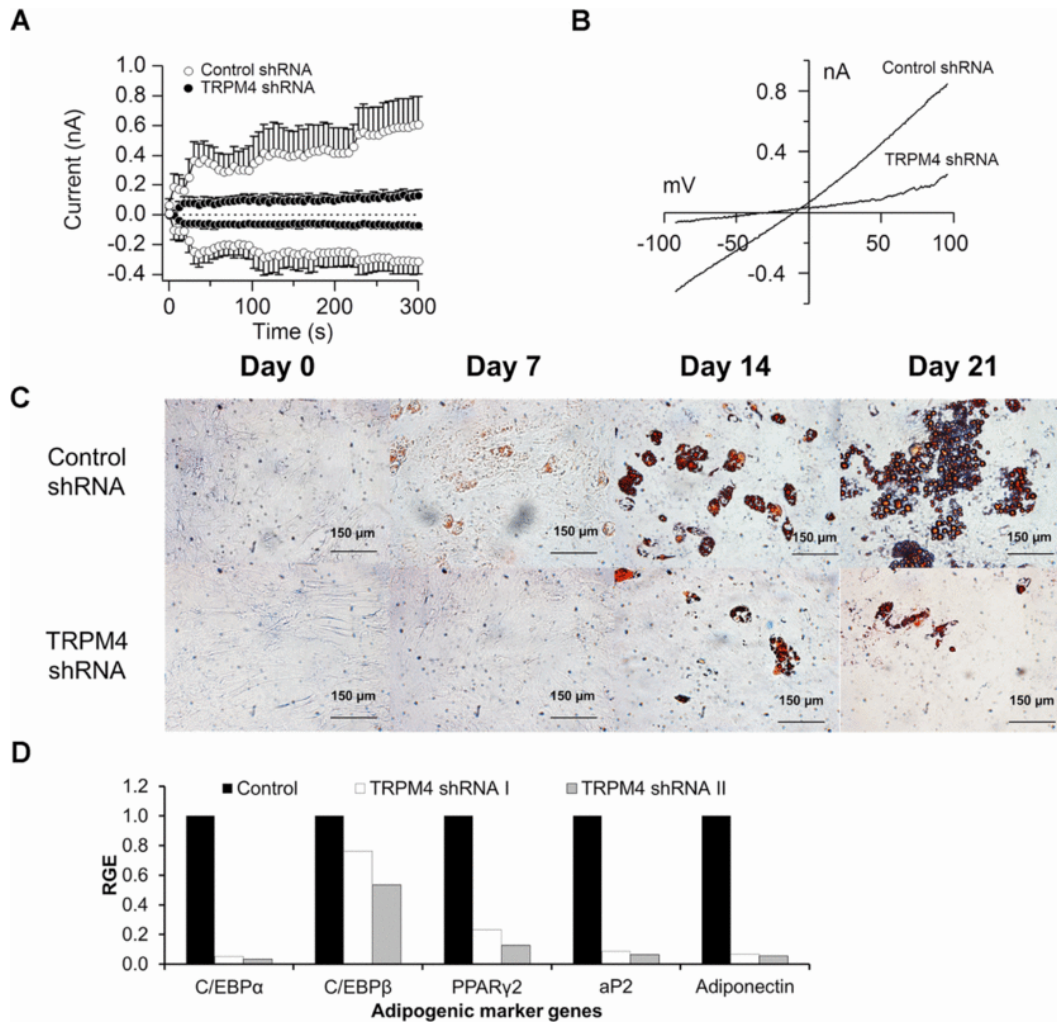 A
1.0
0.8
0.6
0.4
0.2
0.0
-0.2
-0.4
Current (nA)
Control shRNA
TRPM4 shRNA
0
100
200
300
Time (s)
B
nA
0.8
0.4
-0.4
mV
-100
-50
50
100
Control shRNA
TRPM4 shRNA
Day 0
Day 7
Day 14
Day 21
C
Control
shRNA
150 µm
150 µm
150 µm
150 µm
TRPM4
shRNA
150 µm
150 µm
150 µm
150 µm
D
1.2
1.0
0.8
0.6
0.4
0.2
0.0
RGE
Control
TRPM4 shRNA I
TRPM4 shRNA II
C/EBPα
C/EBPβ
PPARγ2
aP2
Adiponectin
Adipogenic marker genes